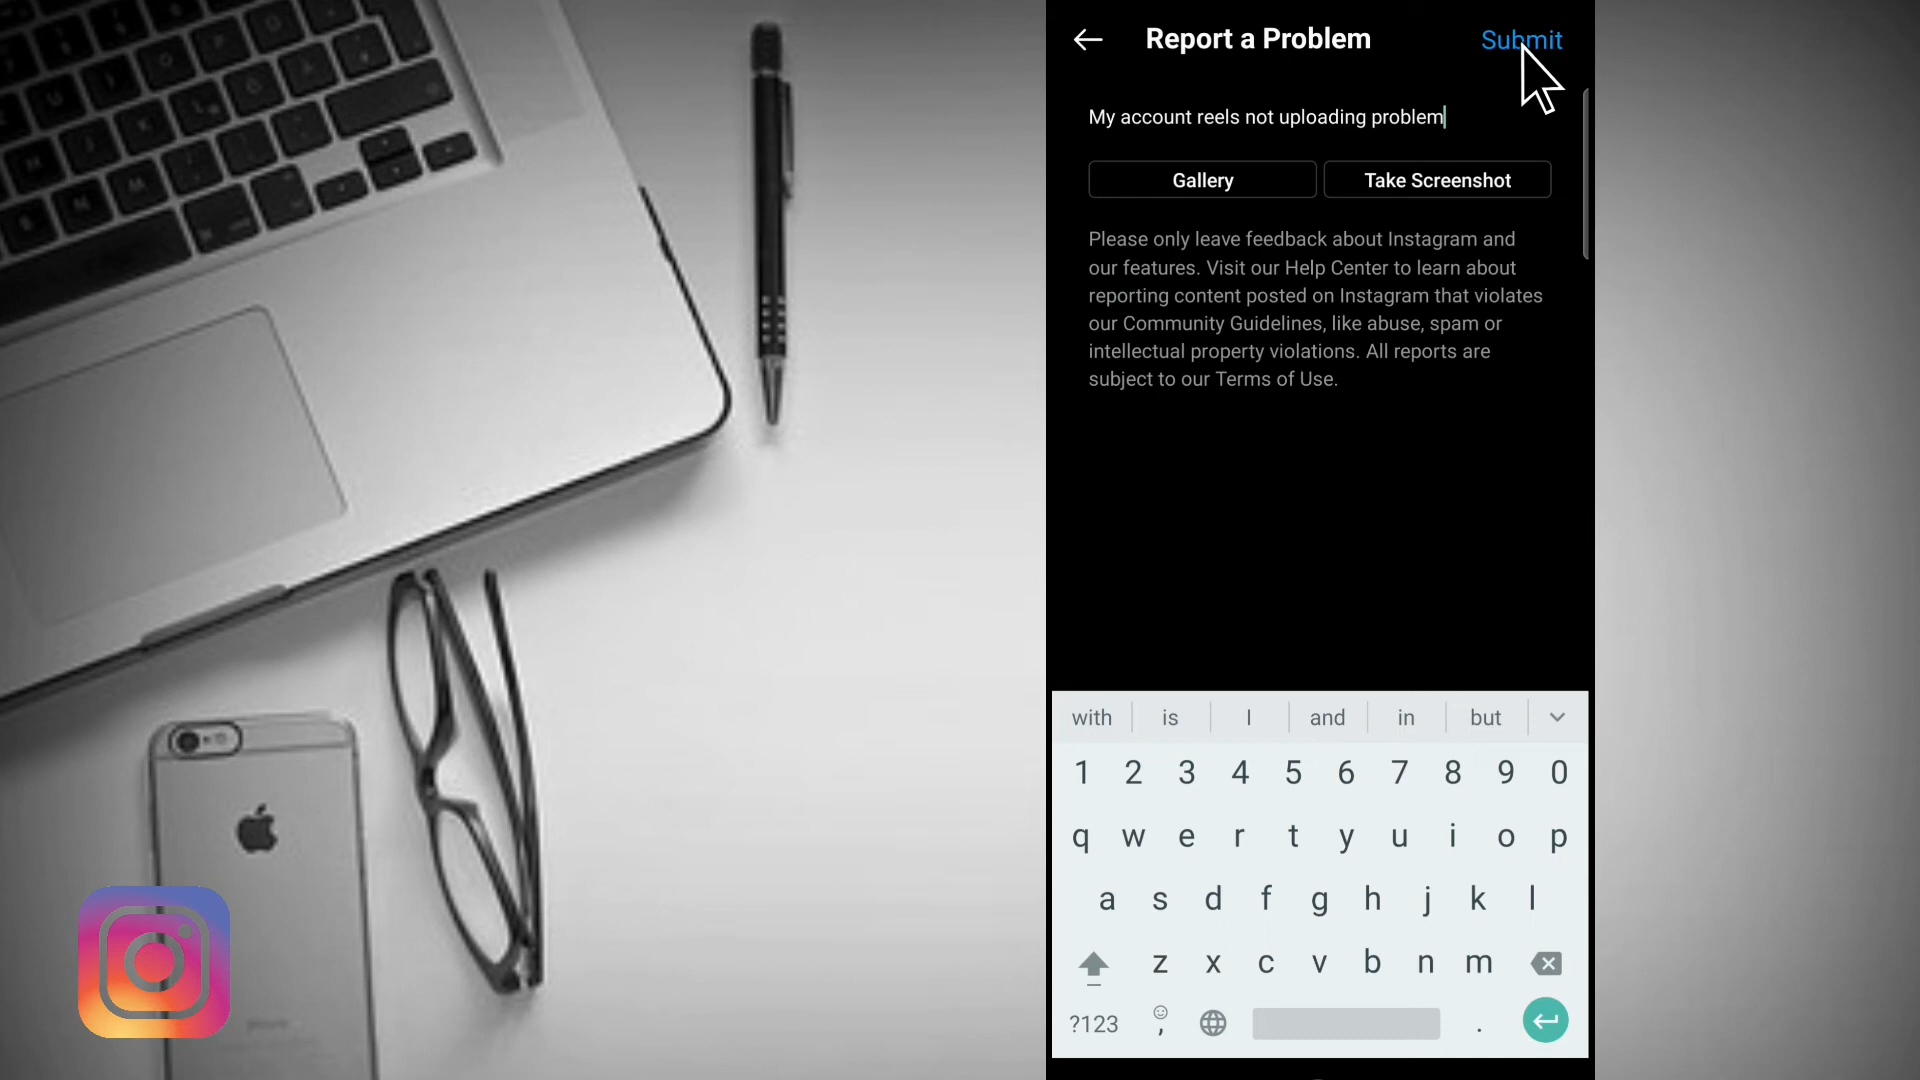 Report a Problem
Submit
My account reels not uploading problem
Gallery
Take Screenshot
Please only leave feedback about Instagram and
our features. Visit our Help Center to learn about
reporting content posted on Instagram that violates
our Community Guidelines, like abuse, spam or
intellectual property violations. All reports are
subject to our Terms of Use.
with is I and in but
1 2 3 4 5 6 7 8 9 0
q w e r t y u i o p
a s d f g h j k l
z x c v b n m
?123 , .